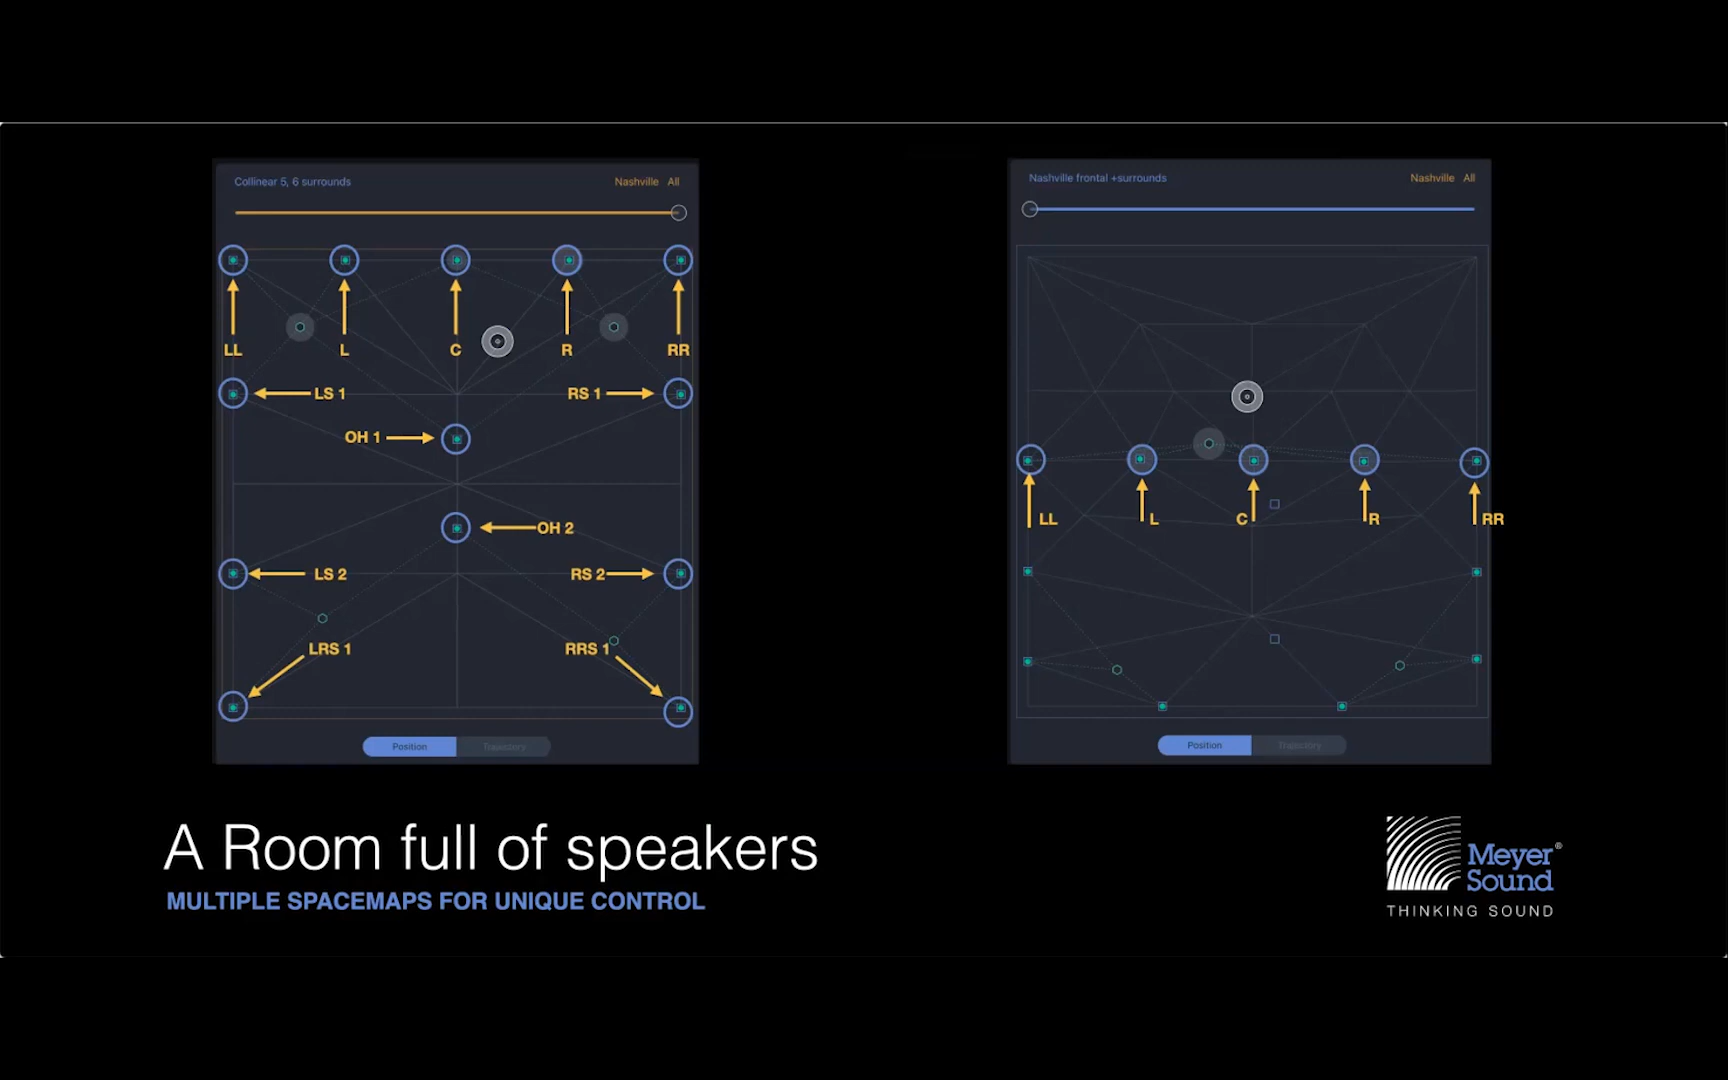 Collinear 5, 6 surrounds
Nashville All
LL
L
C
R
RR
LS 1
RS 1
OH 1
OH 2
LS 2
RS 2
LRS 1
RRS 1
Position
Trajectory
Nashville frontal +surrounds
Nashville All
LL
L
C
R
RR
Position
Trajectory
A Room full of speakers
MULTIPLE SPACEMAPS FOR UNIQUE CONTROL
Meyer®
Sound
THINKING SOUND